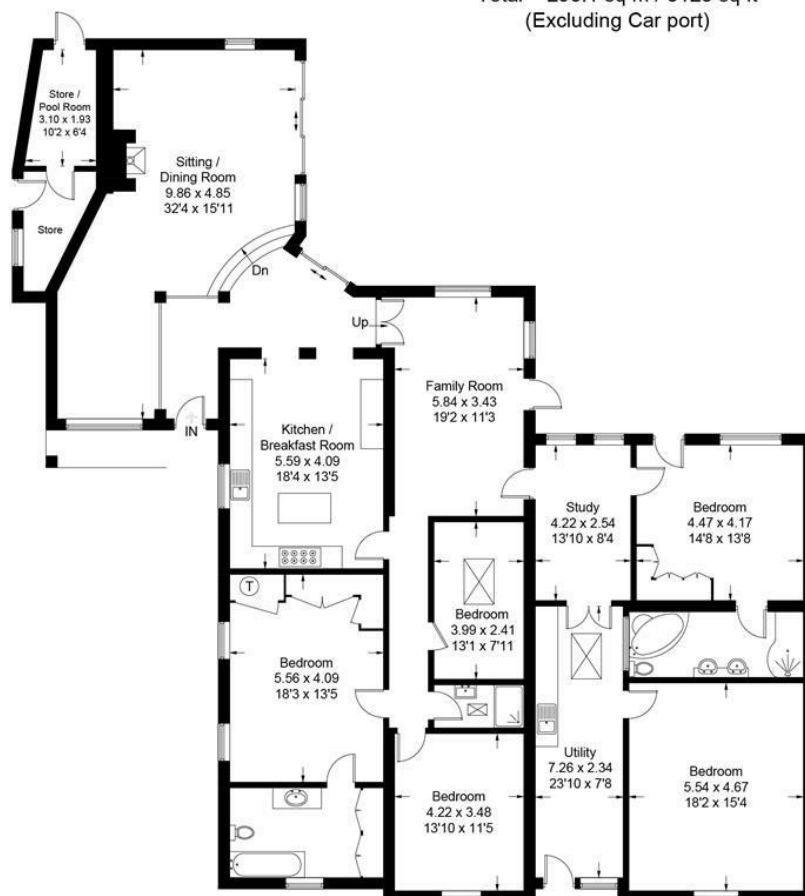 (Excluding Car port)
Store /
Pool Room
3.10 x 1.93
10'2 x 6'4
Sitting /
Dining Room
9.86 x 4.85
32'4 x 15'11
Store
Dn
Up
IN
Family Room
5.84 x 3.43
19'2 x 11'3
Kitchen /
Breakfast Room
5.59 x 4.09
18'4 x 13'5
Study
4.22 x 2.54
13'10 x 8'4
Bedroom
4.47 x 4.17
14'8 x 13'8
T
Bedroom
3.99 x 2.41
13'1 x 7'11
Bedroom
5.56 x 4.09
18'3 x 13'5
Utility
7.26 x 2.34
23'10 x 7'8
Bedroom
5.54 x 4.67
18'2 x 15'4
Bedroom
4.22 x 3.48
13'10 x 11'5